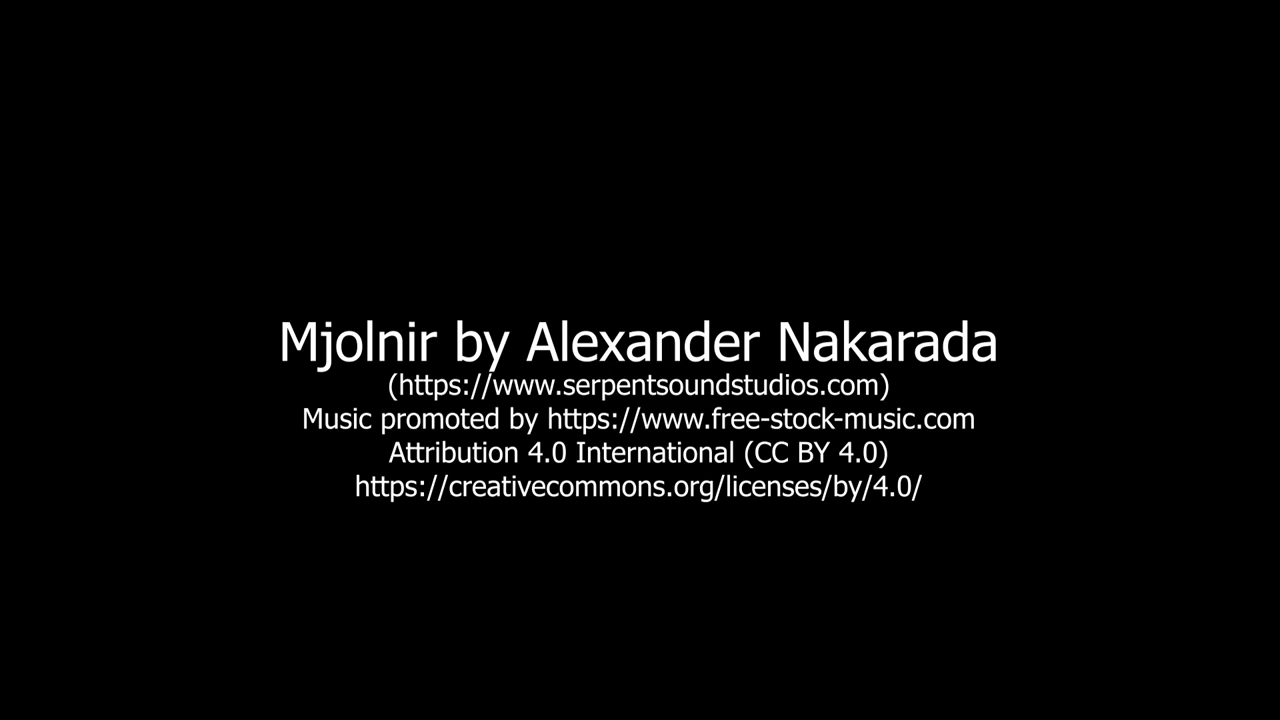 Mjolnir by Alexander Nakarada
(https://www.serpentsoundstudios.com)
Music promoted by https://www.free-stock-music.com
Attribution 4.0 International (CC BY 4.0)
https://creativecommons.org/licenses/by/4.0/